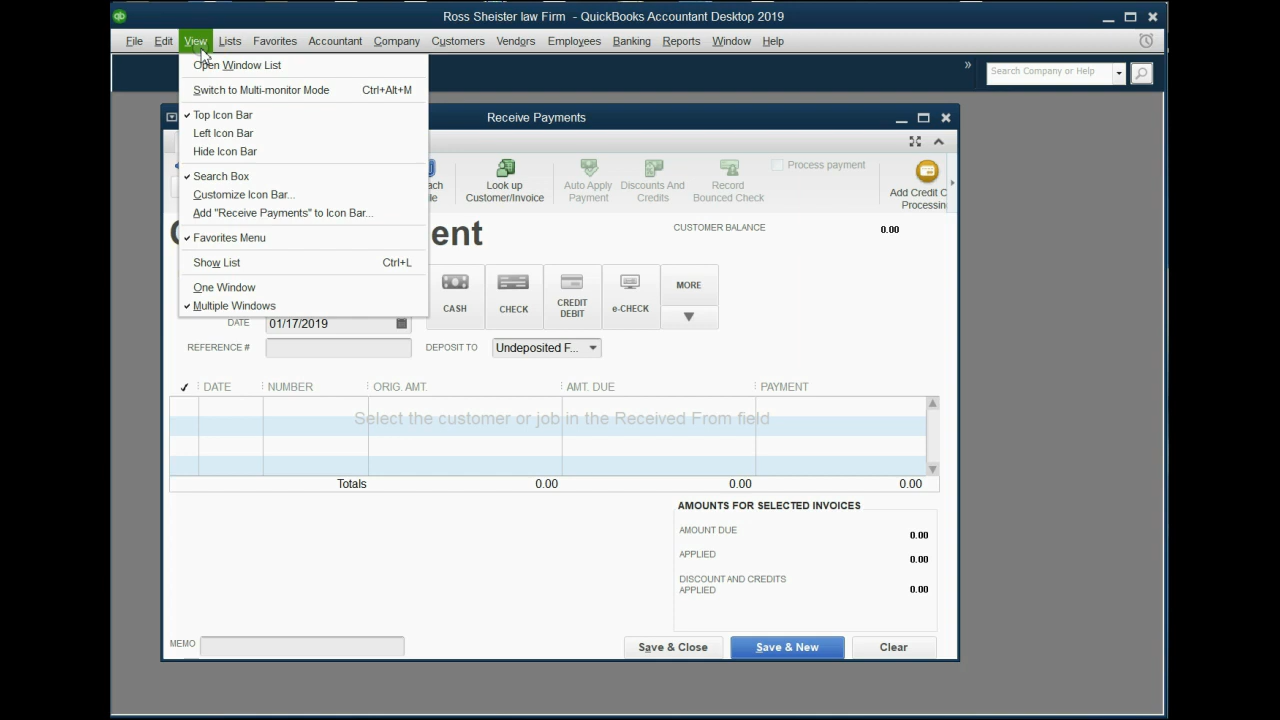 Ross Sheister law Firm - QuickBooks Accountant Desktop 2019
File Edit View Lists Favorites Accountant Company Customers Vendors Employees Banking Reports Window Help
Open Window List
» Search Company or Help
Switch to Multi-monitor Mode Ctrl+Alt+M
Top Icon Bar
Left Icon Bar
Hide Icon Bar
Search Box
Customize Icon Bar...
Add "Receive Payments" to Icon Bar...
Favorites Menu
Show List Ctrl+L
One Window
Multiple Windows
Receive Payments
Look up
Customer/Invoice
Auto Apply
Payment
Discounts And
Credits
Record
Bounced Check
Process payment
Add Credit C
Processin
ent
CUSTOMER BALANCE 0.00
CASH
CHECK
CREDIT
DEBIT
e-CHECK
MORE
DATE 01/17/2019
REFERENCE # DEPOSIT TO Undeposited F...
✓ DATE NUMBER ORIG. AMT. AMT. DUE PAYMENT
Select the customer or job in the Received From field
Totals 0.00 0.00 0.00
AMOUNTS FOR SELECTED INVOICES
AMOUNT DUE 0.00
APPLIED 0.00
DISCOUNT AND CREDITS
APPLIED 0.00
MEMO
Save & Close Save & New Clear